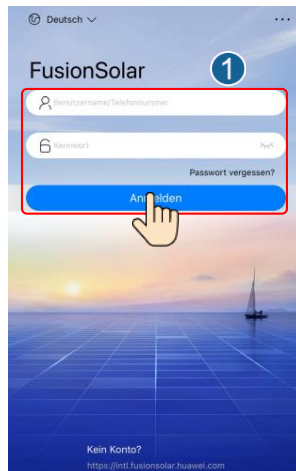 Deutsch
FusionSolar
1
Benutzername/Telefonnummer
Kennwort
Passwort vergessen?
Anmelden
Kein Konto?
https://intl.fusionsolar.huawei.com